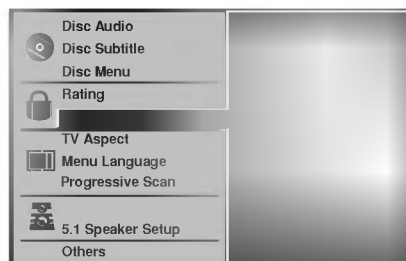 Disc Audio
Disc Subtitle
Disc Menu
Rating
TV Aspect
Menu Language
Progressive Scan
5.1 Speaker Setup
Others